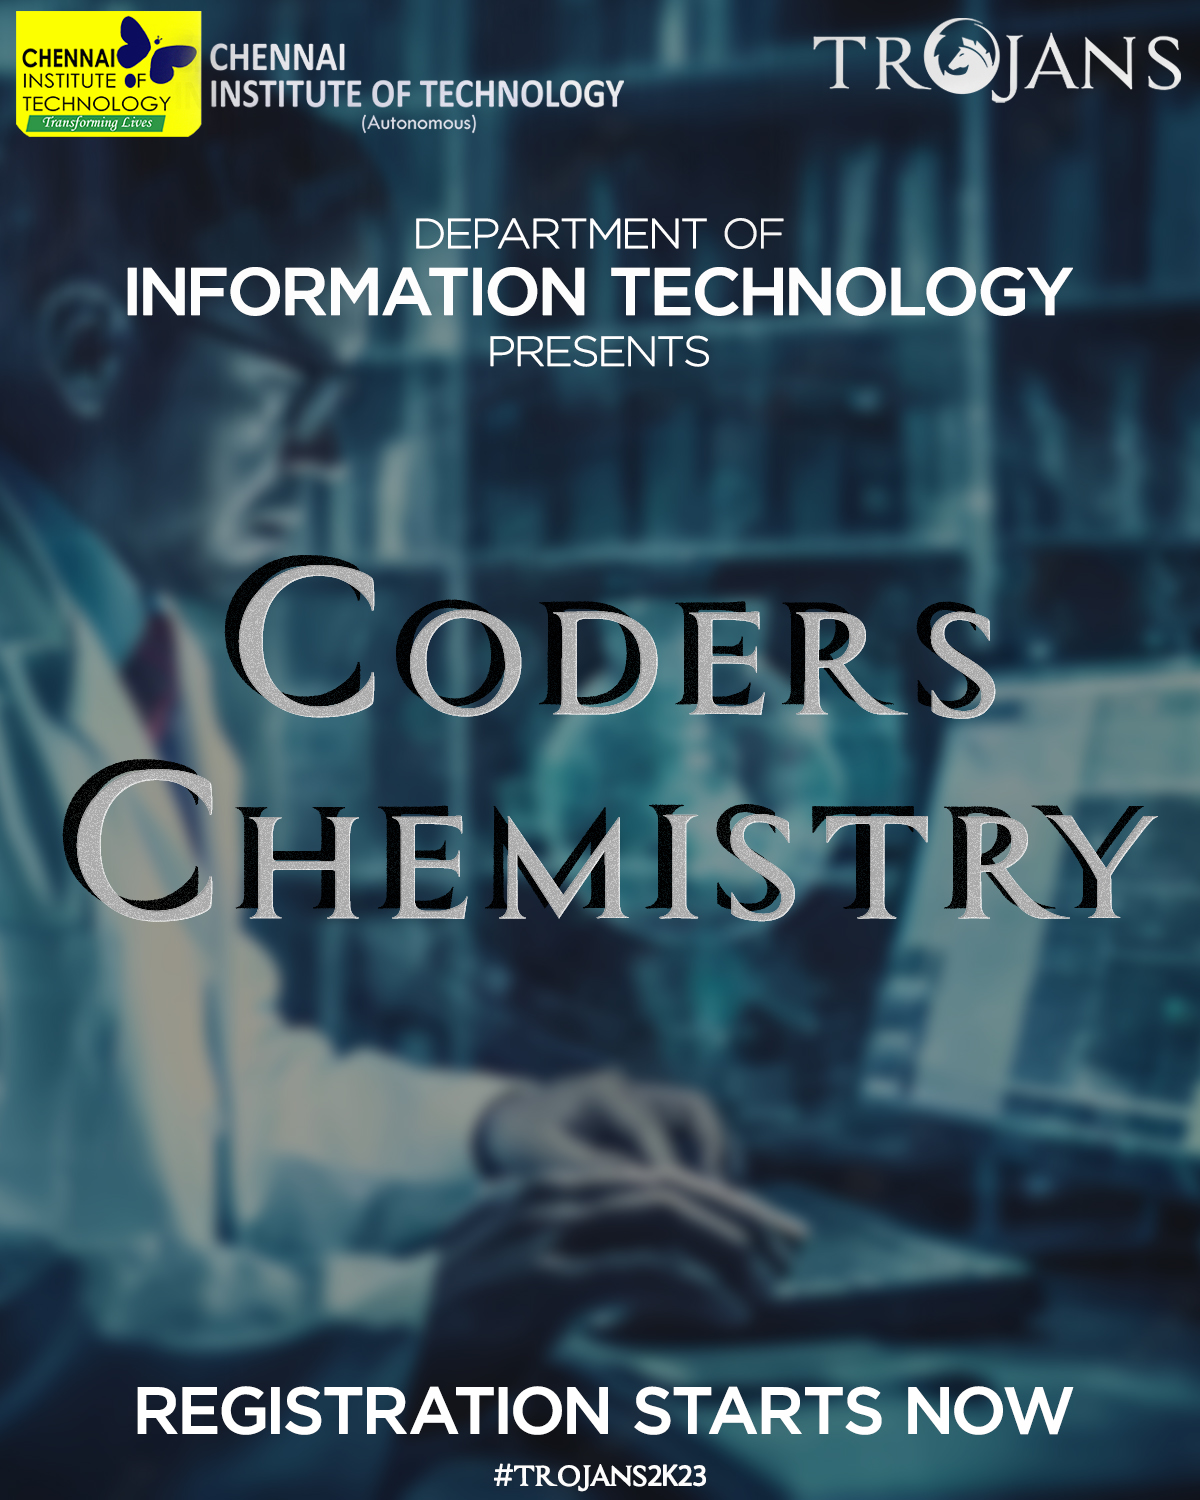 CHENNAI
INSTITUTE OF
TECHNOLOGY
Transforming Lives
CHENNAI
INSTITUTE OF TECHNOLOGY
(Autonomous)
TROJANS
DEPARTMENT OF
INFORMATION TECHNOLOGY
PRESENTS
CODERS
CHEMISTRY
REGISTRATION STARTS NOW
#TROJANS2K23